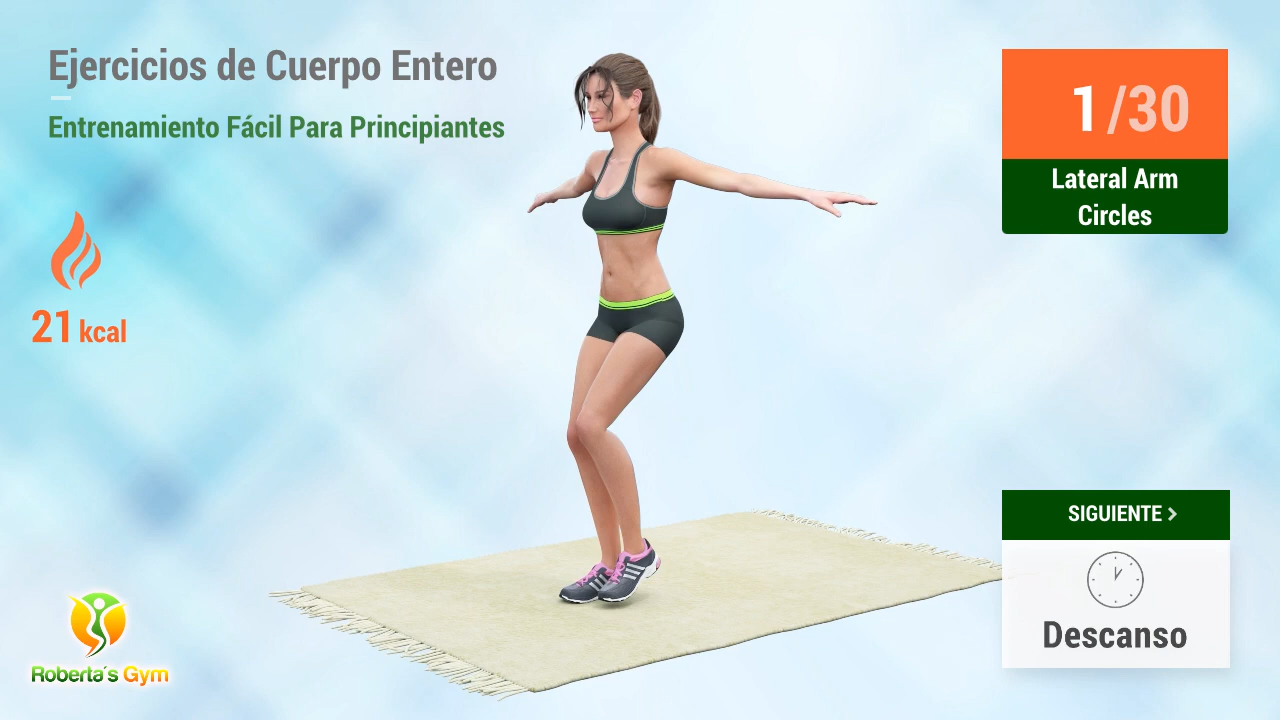 Ejercicios de Cuerpo Entero
Entrenamiento Fácil Para Principiantes
1/30
Lateral Arm
Circles
21 kcal
SIGUIENTE >
Descanso
Roberta´s Gym